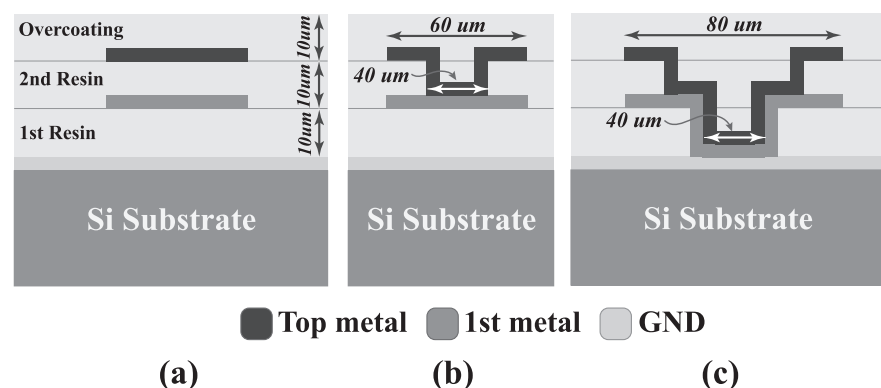 Overcoating
10um
2nd Resin
10um
1st Resin
10um
Si Substrate
60 um
40 um
Si Substrate
80 um
40 um
Si Substrate
Top metal
1st metal
GND
(a)
(b)
(c)